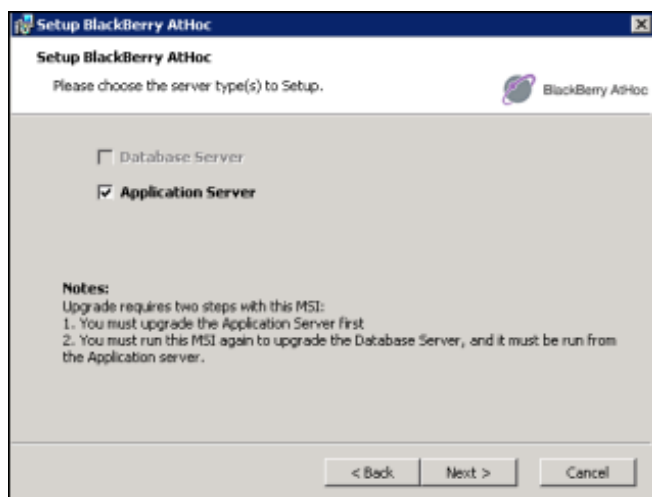 Setup BlackBerry AtHoc
Setup BlackBerry AtHoc
Please choose the server type(s) to Setup.
BlackBerry AtHoc
Database Server
Application Server
Notes:
Upgrade requires two steps with this MSI:
1. You must upgrade the Application Server first
2. You must run this MSI again to upgrade the Database Server, and it must be run from
the Application server.
< Back
Next >
Cancel